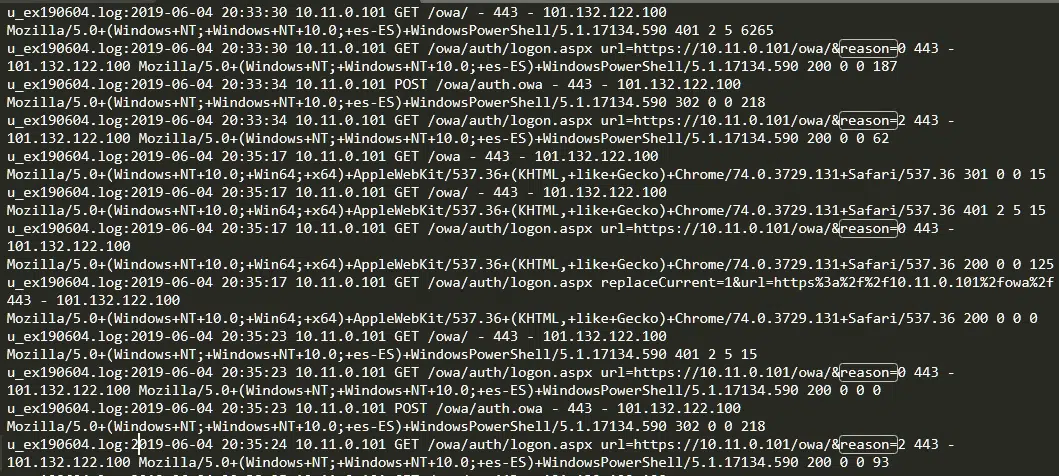 u_ex190604.log:2019-06-04 20:33:30 10.11.0.101 GET /owa/ - 443 - 101.132.122.100
Mozilla/5.0+(Windows+NT;+Windows+NT+10.0;+es-ES)+WindowsPowerShell/5.1.17134.590 401 2 5 6265
u_ex190604.log:2019-06-04 20:33:30 10.11.0.101 GET /owa/auth/logon.aspx url=https://10.11.0.101/owa/&reason=0 443 -
101.132.122.100 Mozilla/5.0+(Windows+NT;+Windows+NT+10.0;+es-ES)+WindowsPowerShell/5.1.17134.590 200 0 0 187
u_ex190604.log:2019-06-04 20:33:34 10.11.0.101 POST /owa/auth.owa - 443 - 101.132.122.100
Mozilla/5.0+(Windows+NT;+Windows+NT+10.0;+es-ES)+WindowsPowerShell/5.1.17134.590 302 0 0 218
u_ex190604.log:2019-06-04 20:33:34 10.11.0.101 GET /owa/auth/logon.aspx url=https://10.11.0.101/owa/&reason=2 443 -
101.132.122.100 Mozilla/5.0+(Windows+NT;+Windows+NT+10.0;+es-ES)+WindowsPowerShell/5.1.17134.590 200 0 0 62
u_ex190604.log:2019-06-04 20:35:17 10.11.0.101 GET /owa - 443 - 101.132.122.100
Mozilla/5.0+(Windows+NT+10.0;+Win64;+x64)+AppleWebKit/537.36+(KHTML,+like+Gecko)+Chrome/74.0.3729.131+Safari/537.36 301 0 0 15
u_ex190604.log:2019-06-04 20:35:17 10.11.0.101 GET /owa/ - 443 - 101.132.122.100
Mozilla/5.0+(Windows+NT+10.0;+Win64;+x64)+AppleWebKit/537.36+(KHTML,+like+Gecko)+Chrome/74.0.3729.131+Safari/537.36 401 2 5 15
u_ex190604.log:2019-06-04 20:35:17 10.11.0.101 GET /owa/auth/logon.aspx url=https://10.11.0.101/owa/&reason=0 443 -
101.132.122.100
Mozilla/5.0+(Windows+NT+10.0;+Win64;+x64)+AppleWebKit/537.36+(KHTML,+like+Gecko)+Chrome/74.0.3729.131+Safari/537.36 200 0 0 125
u_ex190604.log:2019-06-04 20:35:17 10.11.0.101 GET /owa/auth/logon.aspx replaceCurrent=1&url=https%3a%2f%2f10.11.0.101%2fowa%2f
443 - 101.132.122.100
Mozilla/5.0+(Windows+NT+10.0;+Win64;+x64)+AppleWebKit/537.36+(KHTML,+like+Gecko)+Chrome/74.0.3729.131+Safari/537.36 200 0 0 0
u_ex190604.log:2019-06-04 20:35:23 10.11.0.101 GET /owa/ - 443 - 101.132.122.100
Mozilla/5.0+(Windows+NT;+Windows+NT+10.0;+es-ES)+WindowsPowerShell/5.1.17134.590 401 2 5 15
u_ex190604.log:2019-06-04 20:35:23 10.11.0.101 GET /owa/auth/logon.aspx url=https://10.11.0.101/owa/&reason=0 443 -
101.132.122.100 Mozilla/5.0+(Windows+NT;+Windows+NT+10.0;+es-ES)+WindowsPowerShell/5.1.17134.590 200 0 0 0
u_ex190604.log:2019-06-04 20:35:23 10.11.0.101 POST /owa/auth.owa - 443 - 101.132.122.100
Mozilla/5.0+(Windows+NT;+Windows+NT+10.0;+es-ES)+WindowsPowerShell/5.1.17134.590 302 0 0 218
u_ex190604.log:2019-06-04 20:35:24 10.11.0.101 GET /owa/auth/logon.aspx url=https://10.11.0.101/owa/&reason=2 443 -
101.132.122.100 Mozilla/5.0+(Windows+NT;+Windows+NT+10.0;+es-ES)+WindowsPowerShell/5.1.17134.590 200 0 0 93